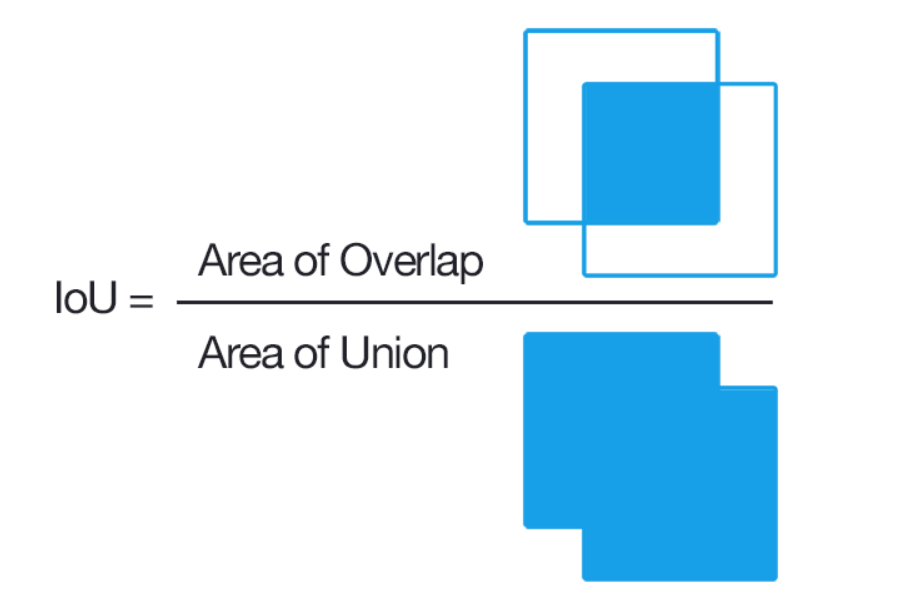 Area of Overlap
IoU =
Area of Union